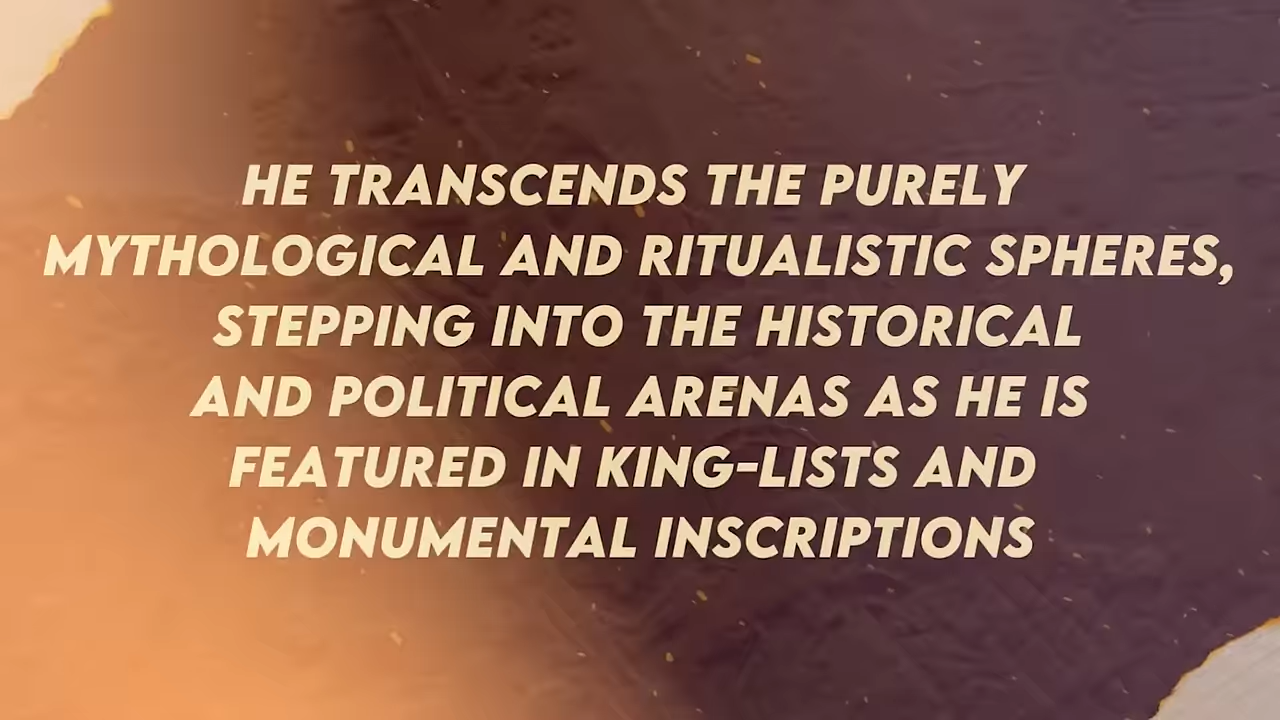 HE TRANSCENDS THE PURELY
MYTHOLOGICAL AND RITUALISTIC SPHERES,
STEPPING INTO THE HISTORICAL
AND POLITICAL ARENAS AS HE IS
FEATURED IN KING-LISTS AND
MONUMENTAL INSCRIPTIONS